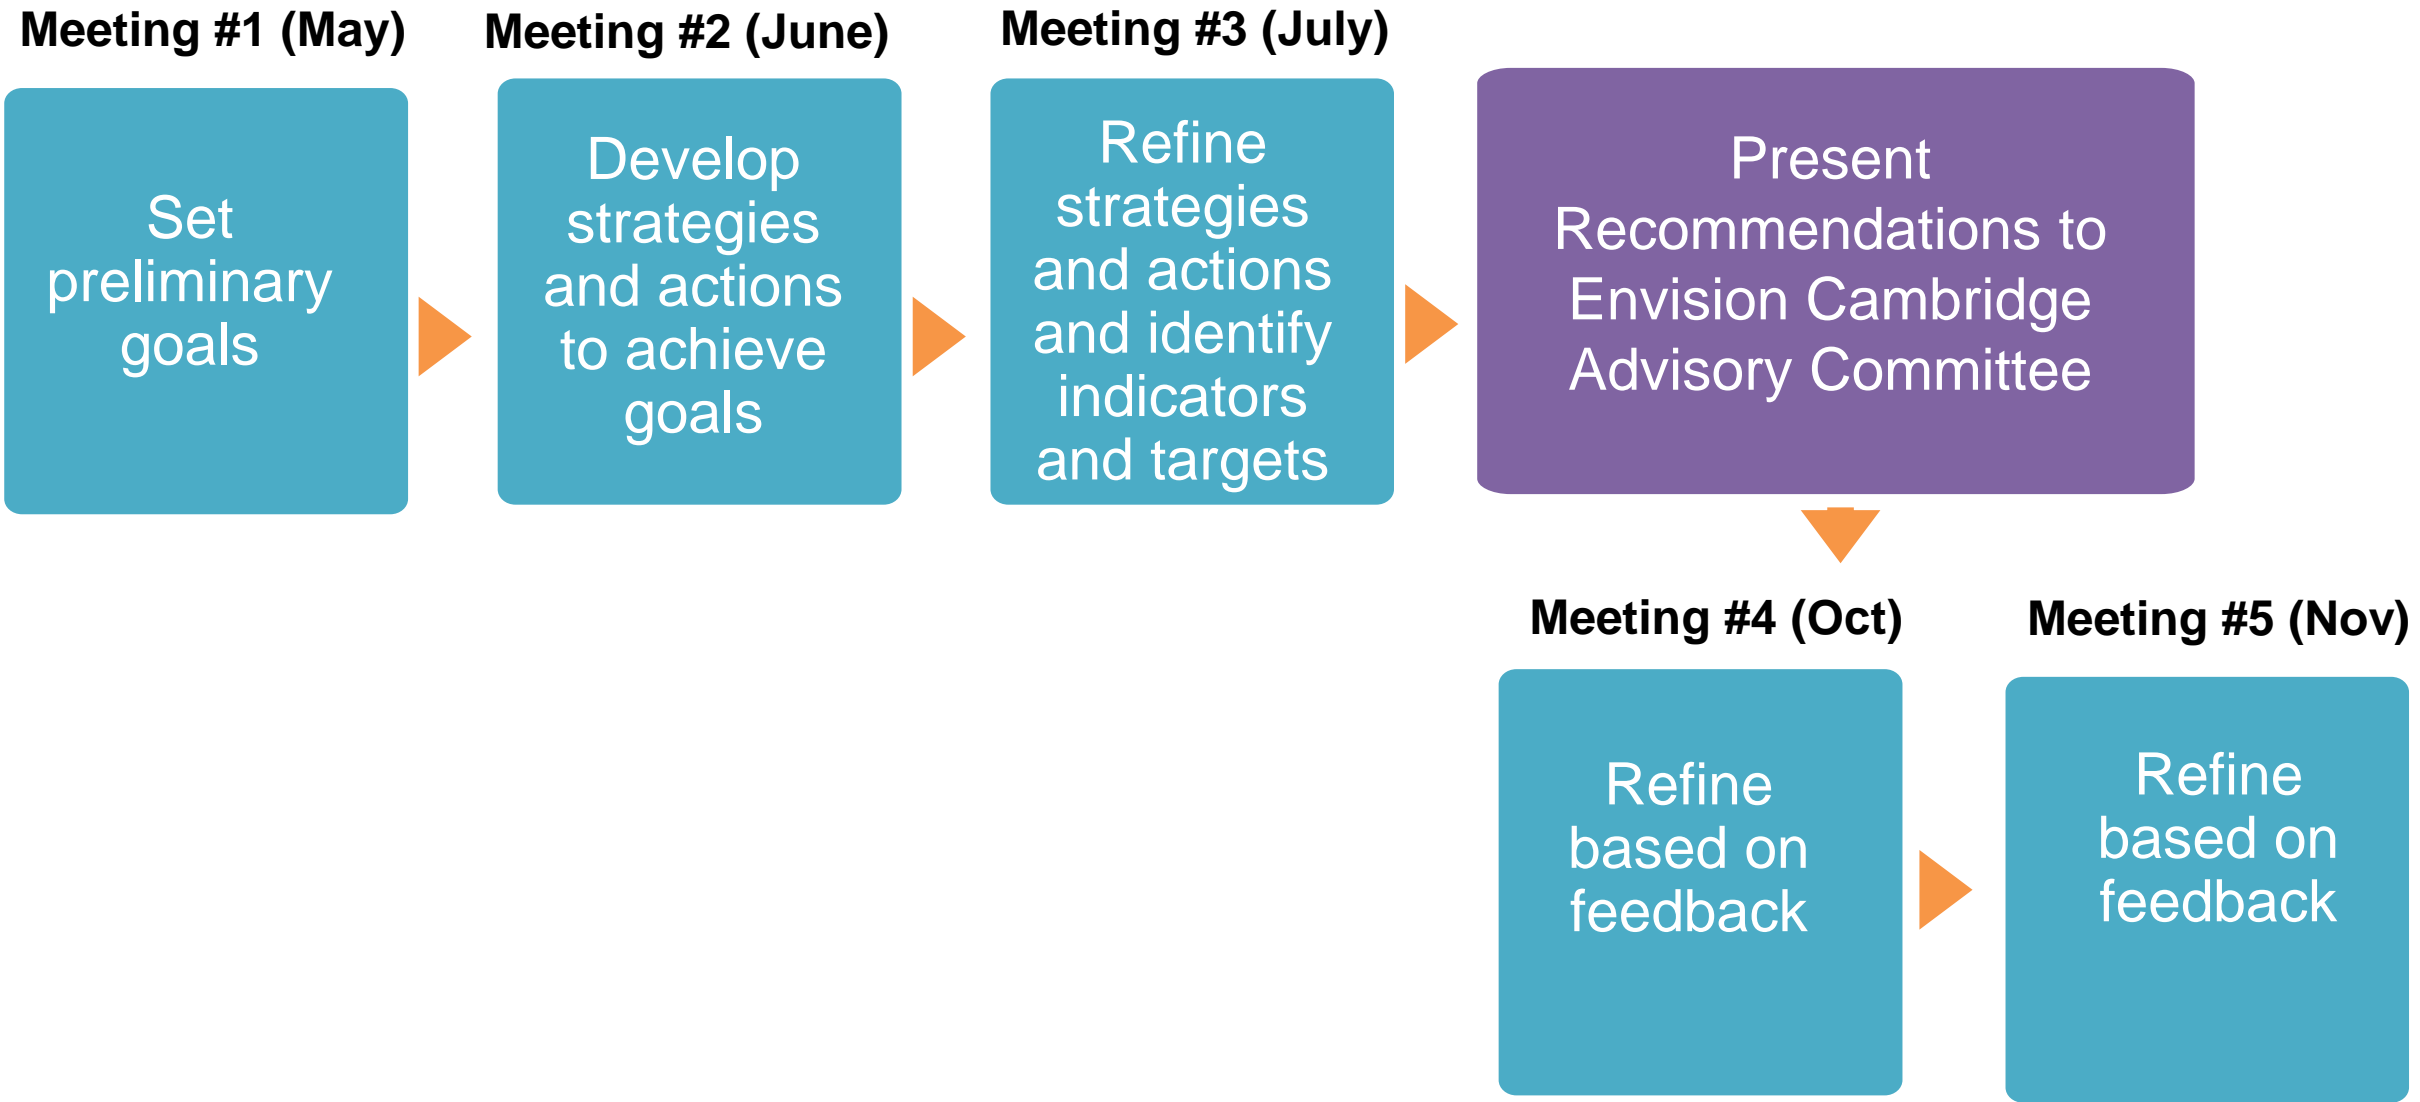 Meeting #1 (May)
Set
preliminary
goals
Meeting #2 (June)
Develop
strategies
and actions
to achieve
goals
Meeting #3 (July)
Refine
strategies
and actions
and identify
indicators
and targets
Present
Recommendations to
Envision Cambridge
Advisory Committee
Meeting #4 (Oct)
Refine
based on
feedback
Meeting #5 (Nov)
Refine
based on
feedback